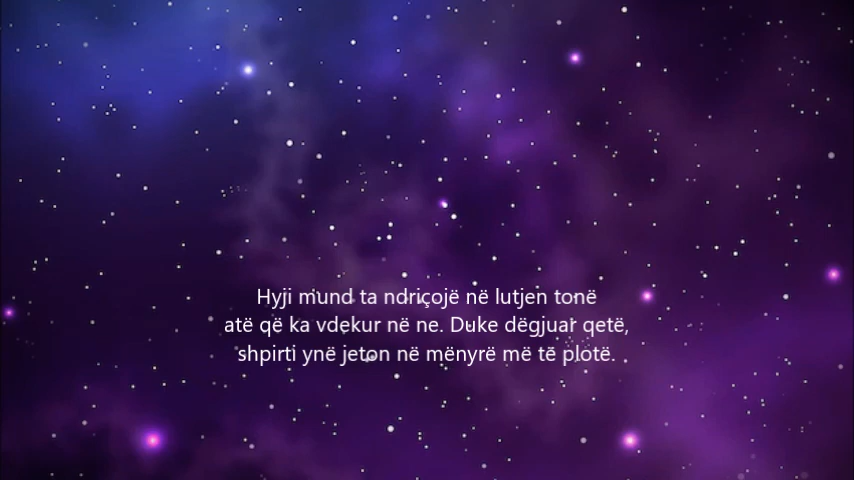 Hyji mund ta ndriçojë në lutjen tonë
atë që ka vdekur në ne. Duke dëgjuar qetë,
shpirti ynë jeton në mënyrë më të plotë.